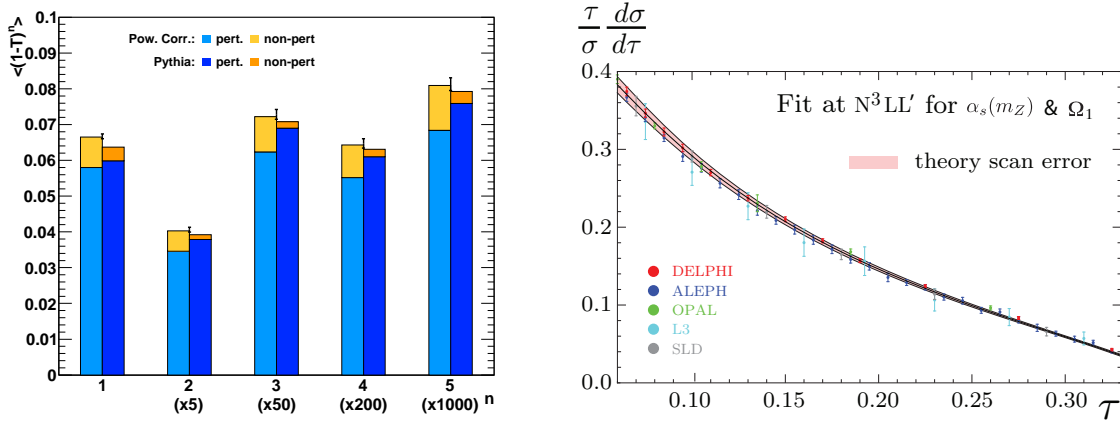 <(1-T)ⁿ>
0.1
0.09
0.08
0.07
0.06
0.05
0.04
0.03
0.02
0.01
0
Pow. Corr.: pert. non-pert
Pythia: pert. non-pert
1 2 3 4 5 n
(x5) (x50) (x200) (x1000)
τ/σ dσ/dτ
0.4
0.3
0.2
0.1
0.0
Fit at N³LL′ for αs(mZ) & Ω1
theory scan error
DELPHI
ALEPH
OPAL
L3
SLD
0.10 0.15 0.20 0.25 0.30 τ